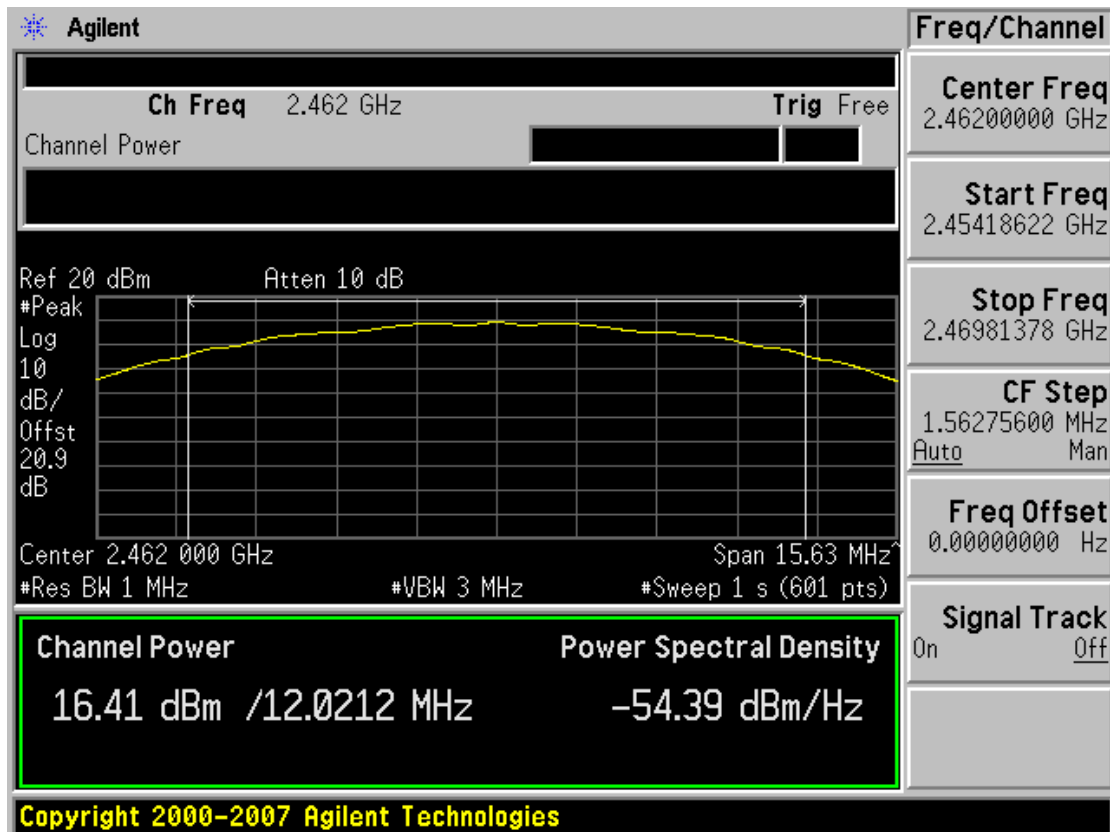 Agilent
Freq/Channel
Ch Freq 2.462 GHz Trig Free
Channel Power
Center Freq
2.46200000 GHz
Start Freq
2.45418622 GHz
Stop Freq
2.46981378 GHz
CF Step
1.56275600 MHz
Auto Man
Freq Offset
0.00000000 Hz
Signal Track
On Off
Ref 20 dBm Atten 10 dB
#Peak
Log
10
dB/
Offst
20.9
dB
Center 2.462 000 GHz Span 15.63 MHz^
#Res BW 1 MHz #VBW 3 MHz #Sweep 1 s (601 pts)
Channel Power Power Spectral Density
16.41 dBm /12.0212 MHz -54.39 dBm/Hz
Copyright 2000-2007 Agilent Technologies